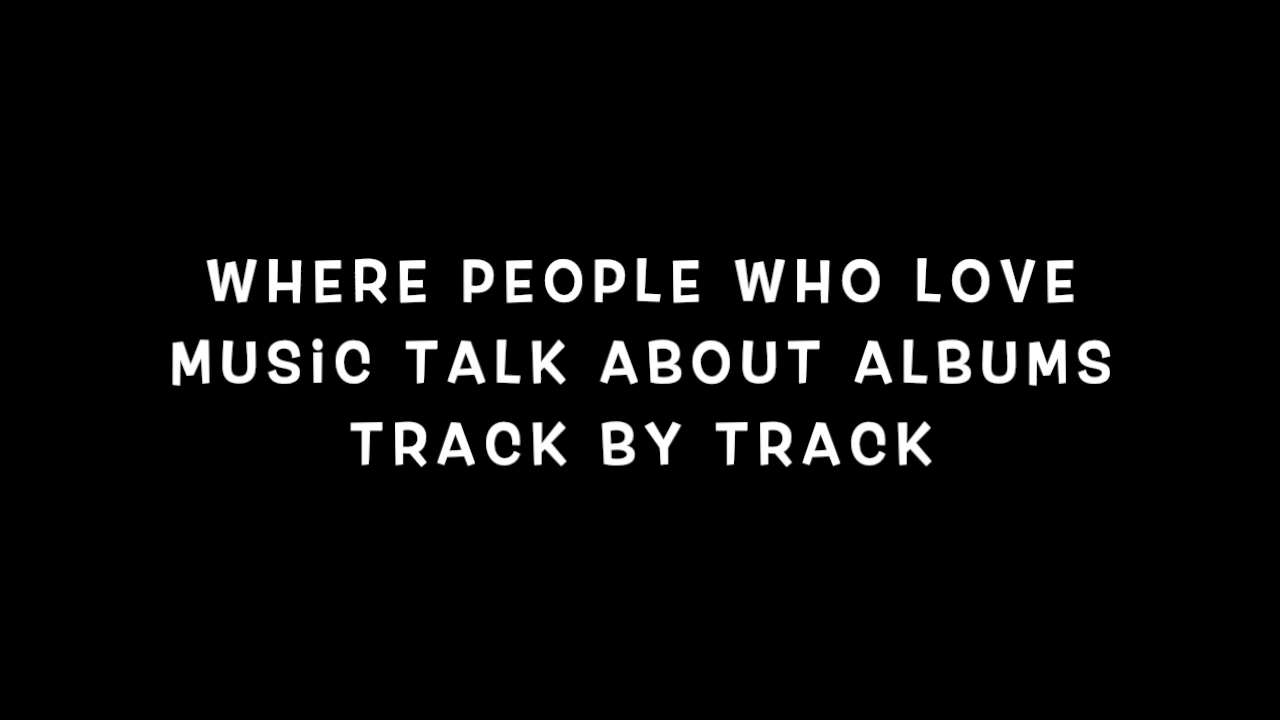 WHERE PEOPLE WHO LOVE
MUSiC TALK ABOUT ALBUMS
TRACK BY TRACK